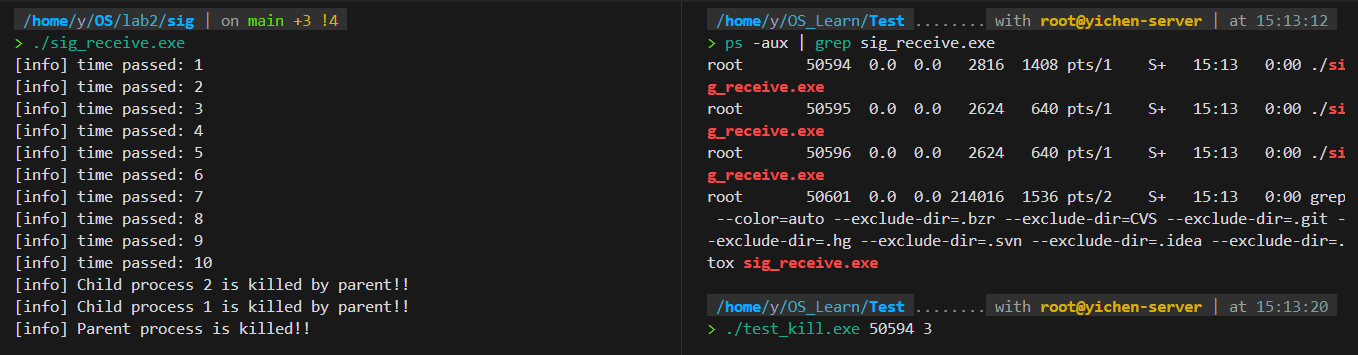 /home/y/OS/lab2/sig | on main +3 !4
> ./sig_receive.exe
[info] time passed: 1
[info] time passed: 2
[info] time passed: 3
[info] time passed: 4
[info] time passed: 5
[info] time passed: 6
[info] time passed: 7
[info] time passed: 8
[info] time passed: 9
[info] time passed: 10
[info] Child process 2 is killed by parent!!
[info] Child process 1 is killed by parent!!
[info] Parent process is killed!!
/home/y/OS_Learn/Test ........ with root@yichen-server | at 15:13:12
> ps -aux | grep sig_receive.exe
root 50594 0.0 0.0 2816 1408 pts/1 S+ 15:13 0:00 ./si
g_receive.exe
root 50595 0.0 0.0 2624 640 pts/1 S+ 15:13 0:00 ./si
g_receive.exe
root 50596 0.0 0.0 2624 640 pts/1 S+ 15:13 0:00 ./si
g_receive.exe
root 50601 0.0 0.0 214016 1536 pts/2 S+ 15:13 0:00 grep
--color=auto --exclude-dir=.bzr --exclude-dir=CVS --exclude-dir=.git -
-exclude-dir=.hg --exclude-dir=.svn --exclude-dir=.idea --exclude-dir=.
tox sig_receive.exe
/home/y/OS_Learn/Test ........ with root@yichen-server | at 15:13:20
> ./test_kill.exe 50594 3